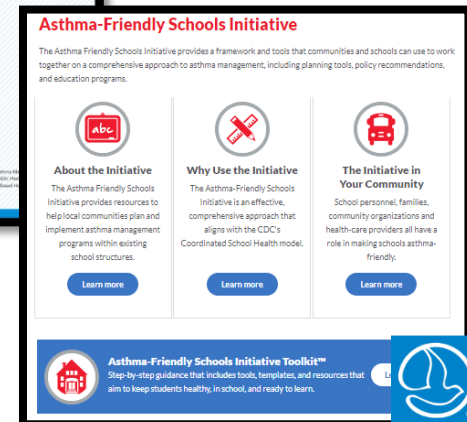 Asthma-Friendly Schools Initiative
The Asthma Friendly Schools Initiative provides a framework and tools that communities and schools can use to work
together on a comprehensive approach to asthma management, including planning tools, policy recommendations,
and education programs.
abc
About the Initiative
The Asthma Friendly Schools
Initiative provides resources to
help local communities plan and
implement asthma management
programs within existing
school structures.
Learn more
Why Use the Initiative
The Asthma-Friendly Schools
Initiative is an effective,
comprehensive approach that
aligns with the CDC's
Coordinated School Health model.
Learn more
The Initiative in
Your Community
School personnel, families,
community organizations and
health-care providers all have a
role in making schools asthma-
friendly.
Learn more
Asthma-Friendly Schools Initiative Toolkit™
Step-by-step guidance that includes tools, templates, and resources that
aim to keep students healthy, in school, and ready to learn.